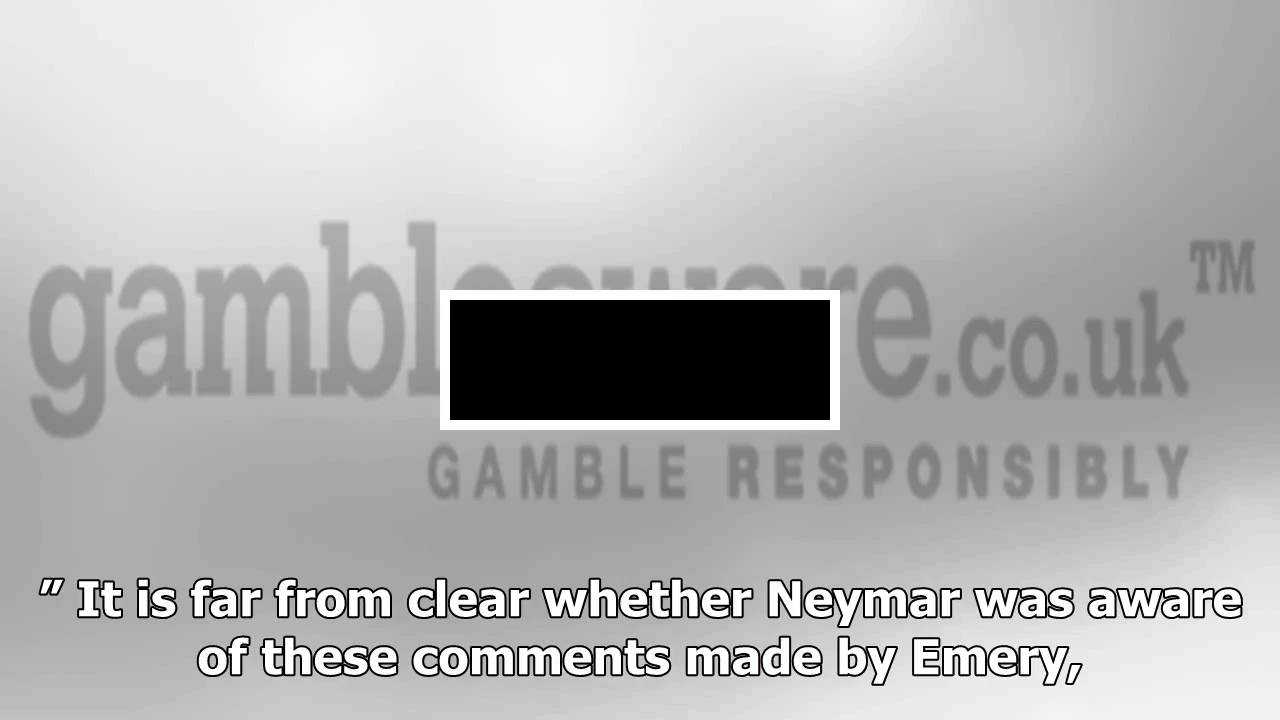 gambleaware.co.uk ™
GAMBLE RESPONSIBLY
” It is far from clear whether Neymar was aware
of these comments made by Emery,